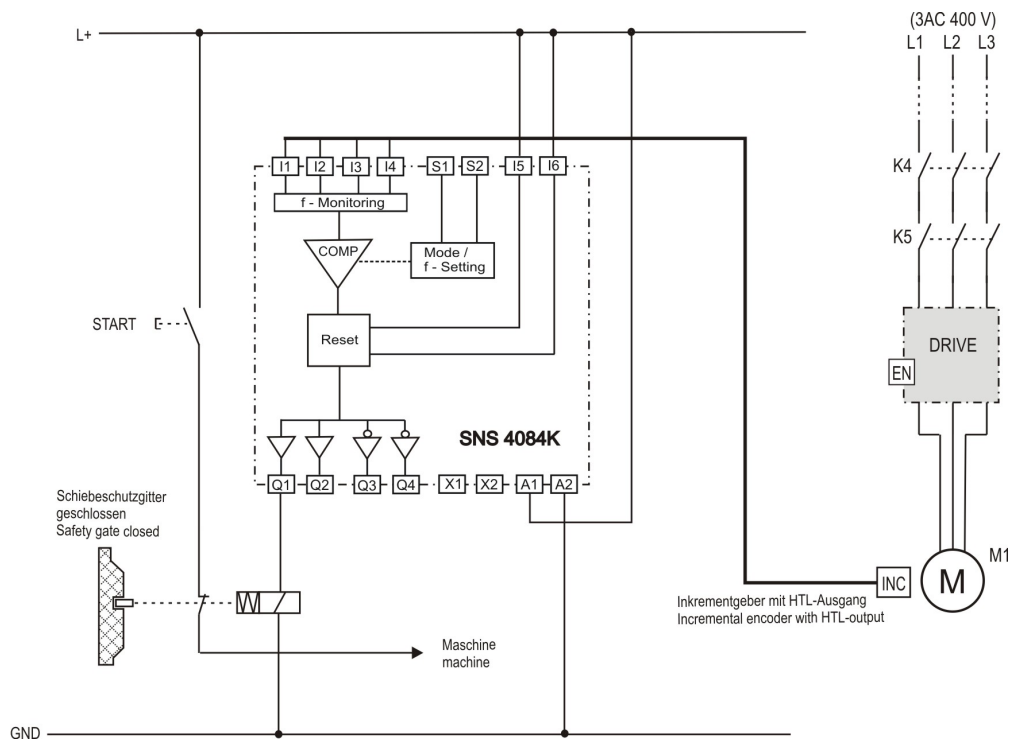 (3AC 400 V)
L+
L1 L2 L3
I1 I2 I3 I4 S1 S2 I5 I6
K4
f - Monitoring
COMP
Mode /
f - Setting
K5
START
Reset
DRIVE
EN
SNS 4084K
Q1 Q2 Q3 Q4 X1 X2 A1 A2
Schiebeschutzgitter
geschlossen
Safety gate closed
M1
INC
M
Inkrementgeber mit HTL-Ausgang
Incremental encoder with HTL-output
Maschine
machine
GND